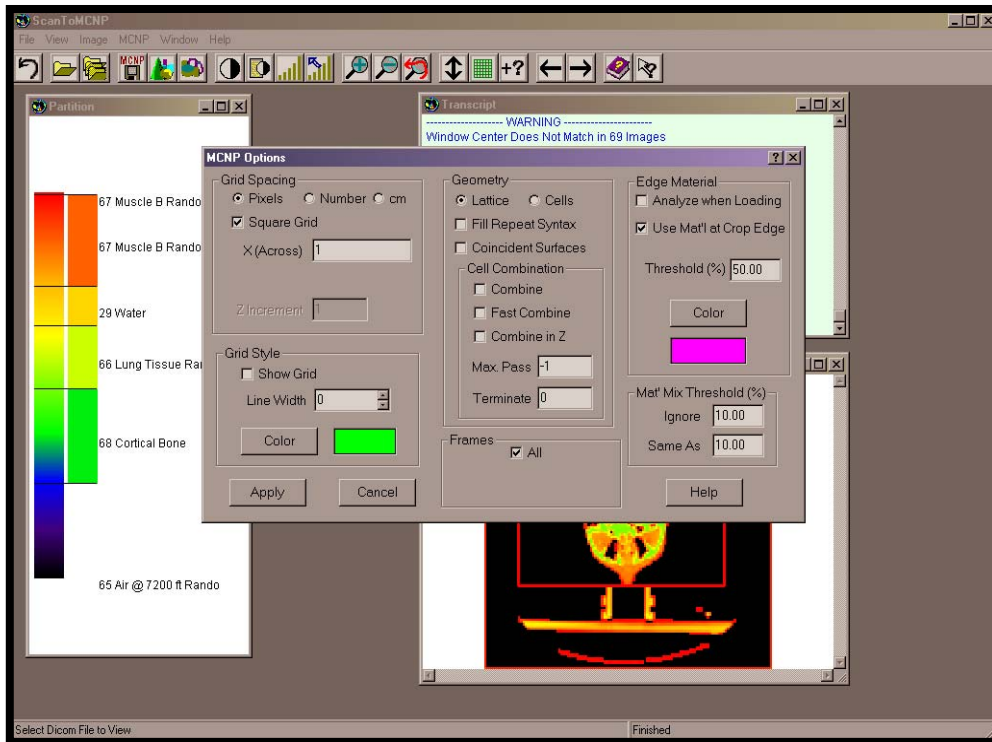 ScanToMCNP
File View Image MCNP Window Help
MCNP
+?
Partition
67 Muscle B Rando
67 Muscle B Rando
29 Water
66 Lung Tissue Ra
68 Cortical Bone
65 Air @ 7200 ft Rando
Transcript
-------------------- WARNING -----------------------
Window Center Does Not Match in 69 Images
MCNP Options
Grid Spacing
Pixels Number cm
Square Grid
X (Across) 1
Z Increment 1
Grid Style
Show Grid
Line Width 0
Color
Apply Cancel
Geometry
Lattice Cells
Fill Repeat Syntax
Coincident Surfaces
Cell Combination
Combine
Fast Combine
Combine in Z
Max. Pass -1
Terminate 0
Frames
All
Edge Material
Analyze when Loading
Use Mat'l at Crop Edge
Threshold (%) 50.00
Color
Mat' Mix Threshold (%)
Ignore 10.00
Same As 10.00
Help
Select Dicom File to View
Finished